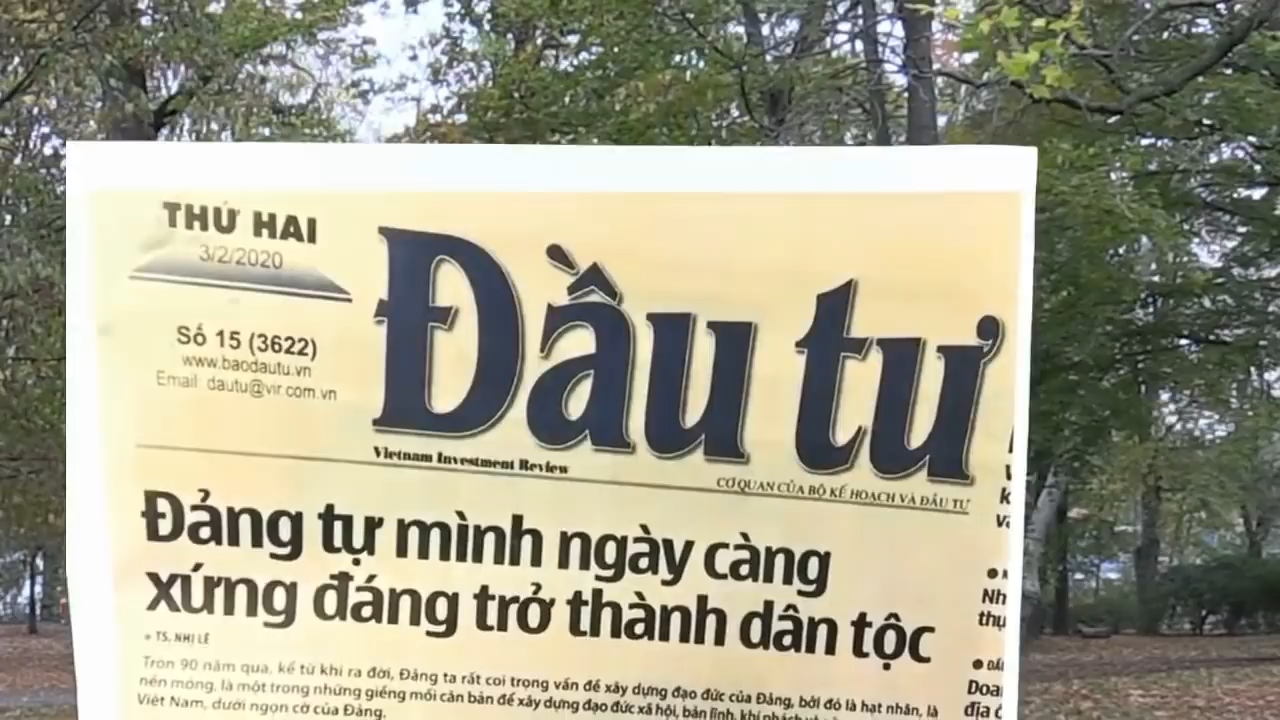 THỨ HAI
3/2/2020
Số 15 (3622)
www.baodautu.vn
Email: dautu@vir.com.vn
Đầu tư
Vietnam Investment Review
CƠ QUAN CỦA BỘ KẾ HOẠCH VÀ ĐẦU TƯ
Đảng tự mình ngày càng
xứng đáng trở thành dân tộc
TS. NHỊ LÊ
Tròn 90 năm qua, kể từ khi ra đời, Đảng ta rất coi trọng vấn đề xây dựng đạo đức của Đảng, bởi đó là hạt nhân, là
nền móng, là một trong những giềng mối căn bản để xây dựng đạo đức xã hội, bản lĩnh, khí
Việt Nam, dưới ngọn cờ của Đảng.
Nh
thụ
Doa
địa